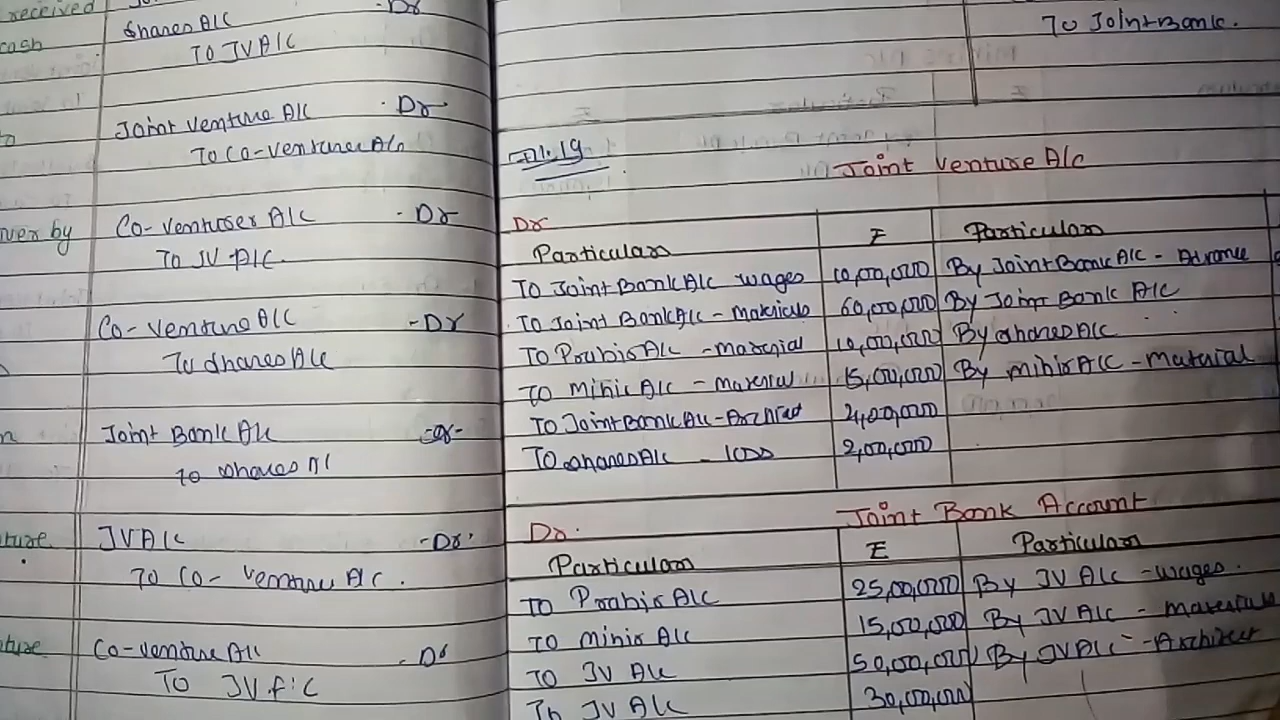 received
cash
Shares A/C - Dr
TO JV A/C
Joint Venture A/C - Dr
TO CO-Venturer A/c
ver by
CO-Venturer A/C - Dr
TO JV A/C.
CO-Venture A/C - Dr
TO Shares A/c
Joint Bank A/c -Dr-
TO Shares A/
ture
JV A/C - Dr
TO CO- Venture A/C.
ture
CO-Venture A/c - Dr
TO JV A/C
TO Joint Bank.
19
Joint Venture A/c
Dr
Particulars ₹ Particulars
TO Joint Bank A/c wages 10,00,000 By Joint Bank A/C - Advance
TO Joint Bank A/c - Materials 60,00,000 By Joint Bank A/C
TO Prabir A/c - Material 10,00,000 By Shares A/C
TO Mihir A/c - Material 15,00,000 By Mihir A/C - Material
TO Joint Bank A/c - Architect 2,00,000
TO Shares A/c - loss 2,00,000
Joint Bank Account
Dr.
Particulars ₹ Particulars
TO Prabir A/c 25,00,000 By JV A/c - wages.
TO Mihir A/c 15,00,000 By JV A/C - Materials
TO JV A/c 50,00,000 By JV A/C - Architect
To JV A/c 30,00,000